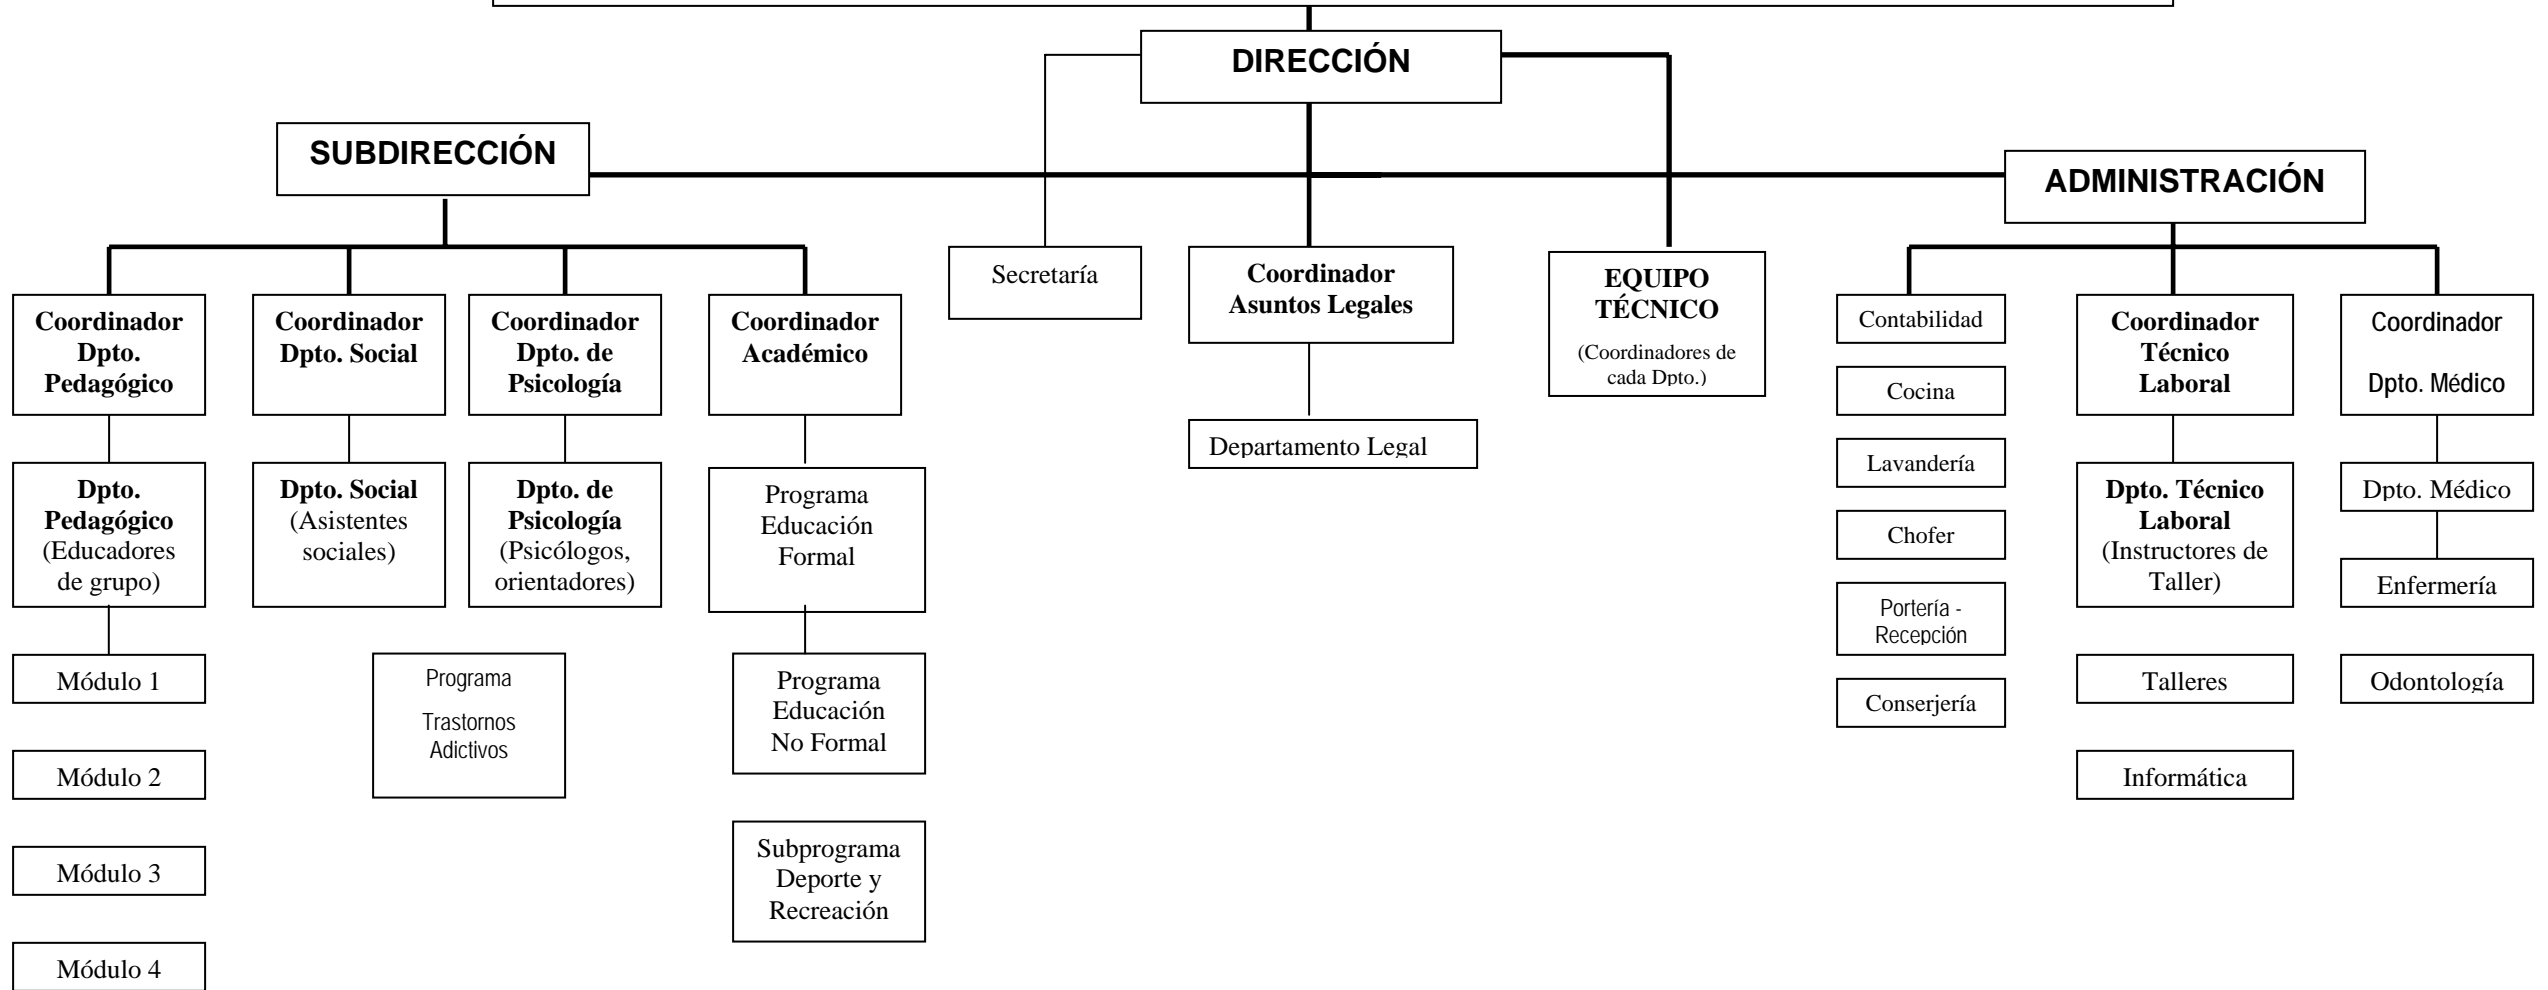 DIRECCIÓN
SUBDIRECCIÓN
ADMINISTRACIÓN
Secretaría
Coordinador
Asuntos Legales
EQUIPO
TÉCNICO
(Coordinadores de
cada Dpto.)
Departamento Legal
Coordinador
Dpto.
Pedagógico
Coordinador
Dpto. Social
Coordinador
Dpto. de
Psicología
Coordinador
Académico
Dpto.
Pedagógico
(Educadores
de grupo)
Dpto. Social
(Asistentes
sociales)
Dpto. de
Psicología
(Psicólogos,
orientadores)
Programa
Educación
Formal
Módulo 1
Módulo 2
Módulo 3
Módulo 4
Programa
Trastornos
Adictivos
Programa
Educación
No Formal
Subprograma
Deporte y
Recreación
Contabilidad
Cocina
Lavandería
Chofer
Portería -
Recepción
Conserjería
Coordinador
Técnico
Laboral
Dpto. Técnico
Laboral
(Instructores de
Taller)
Talleres
Informática
Coordinador
Dpto. Médico
Dpto. Médico
Enfermería
Odontología